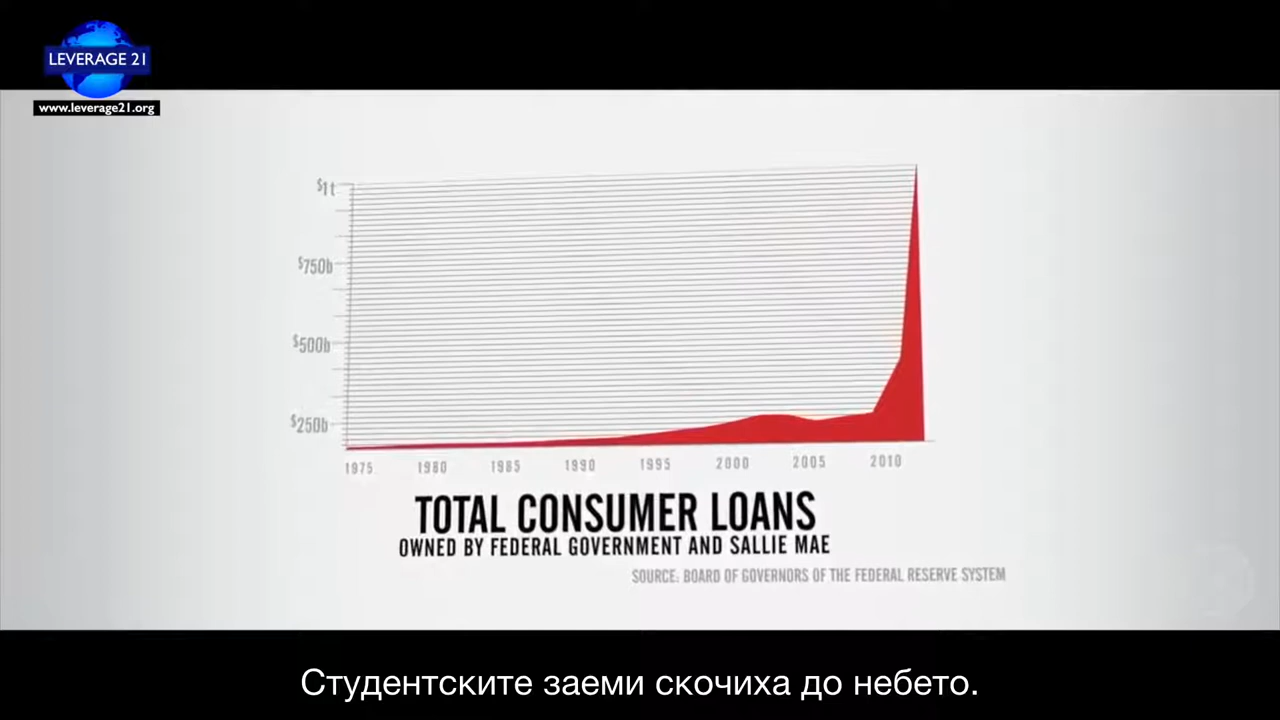 LEVERAGE 21
www.leverage21.org
$1t
$750b
$500b
$250b
1975 1980 1985 1990 1995 2000 2005 2010
TOTAL CONSUMER LOANS
OWNED BY FEDERAL GOVERNMENT AND SALLIE MAE
SOURCE: BOARD OF GOVERNORS OF THE FEDERAL RESERVE SYSTEM
Студентските заеми скочиха до небето.